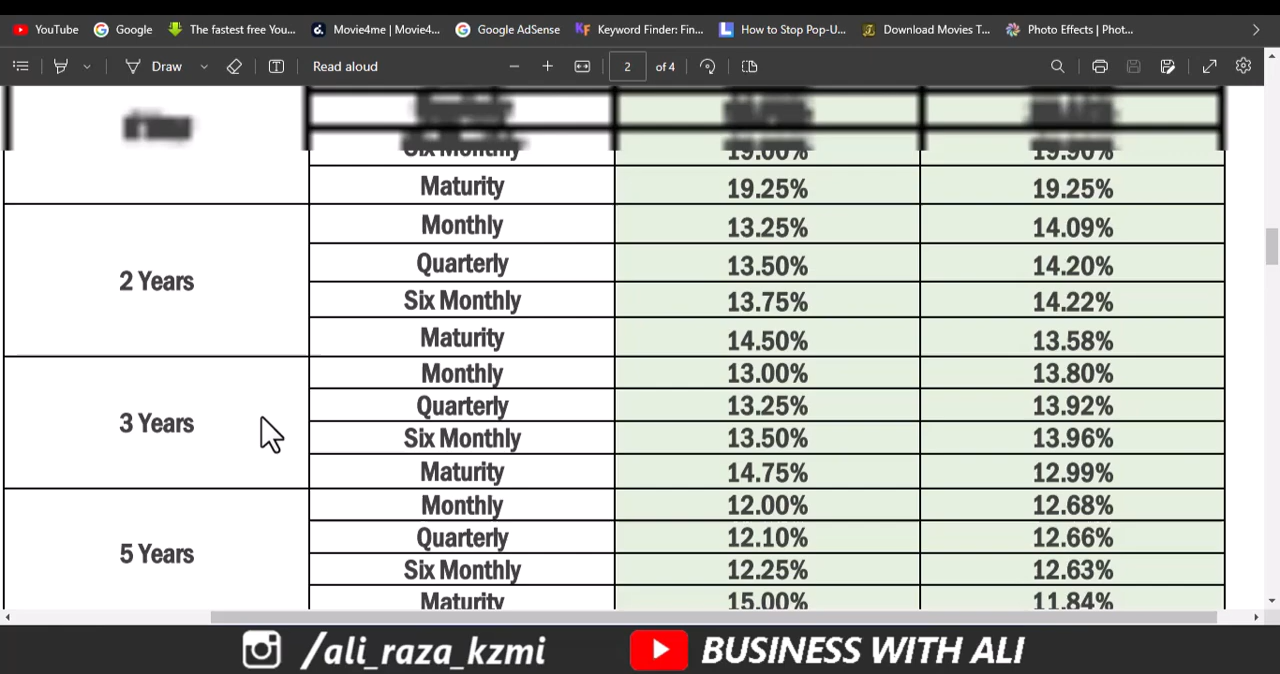 YouTube Google The fastest free You... Movie4me | Movie4... Google AdSense Keyword Finder: Fin... How to Stop Pop-U... Download Movies T... Photo Effects | Phot...
Draw Read aloud 2 of 4
Six Monthly 19.00% 19.90%
Maturity 19.25% 19.25%
Monthly 13.25% 14.09%
Quarterly 13.50% 14.20%
2 Years
Six Monthly 13.75% 14.22%
Maturity 14.50% 13.58%
Monthly 13.00% 13.80%
Quarterly 13.25% 13.92%
3 Years
Six Monthly 13.50% 13.96%
Maturity 14.75% 12.99%
Monthly 12.00% 12.68%
Quarterly 12.10% 12.66%
5 Years
Six Monthly 12.25% 12.63%
Maturity 15.00% 11.84%
/ali_raza_kzmi BUSINESS WITH ALI